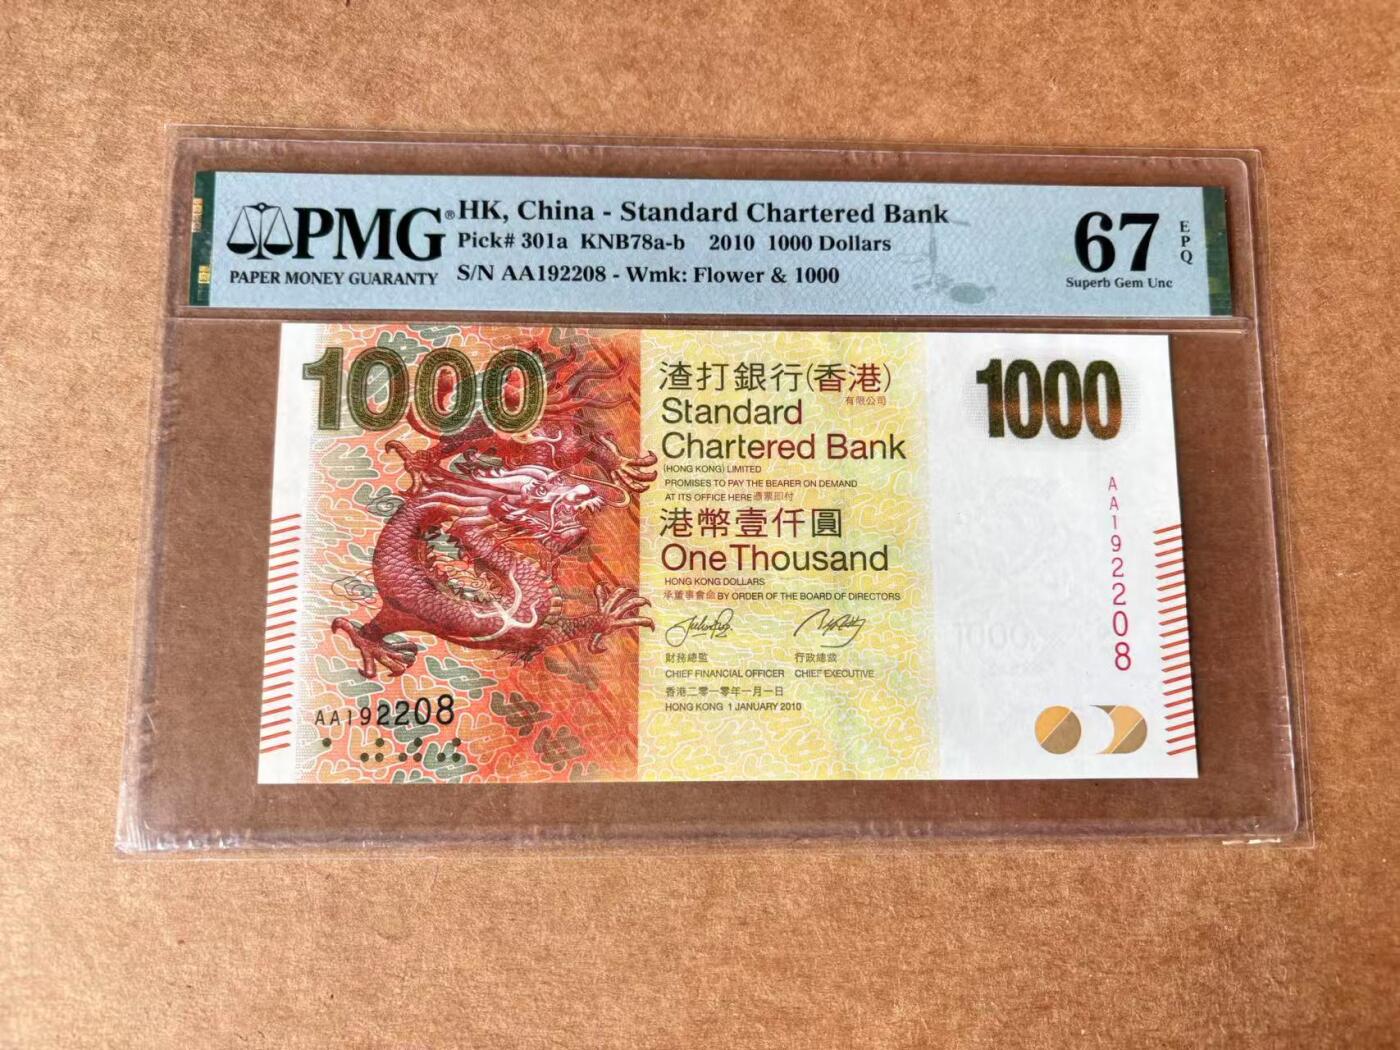 PMG®
PAPER MONEY GUARANTY
HK, China - Standard Chartered Bank
Pick# 301a KNB78a-b 2010 1000 Dollars
S/N AA192208 - Wmk: Flower & 1000
67
EPQ
Superb Gem Unc
1000
渣打銀行(香港)
有限公司
Standard
Chartered Bank
(HONG KONG) LIMITED
PROMISES TO PAY THE BEARER ON DEMAND
AT ITS OFFICE HERE 憑票即付
港幣壹仟圓
One Thousand
HONG KONG DOLLARS
承董事會命 BY ORDER OF THE BOARD OF DIRECTORS
財務總監 行政總裁
CHIEF FINANCIAL OFFICER CHIEF EXECUTIVE
香港二零一零年一月一日
HONG KONG 1 JANUARY 2010
AA192208
1000
AA192208
1000